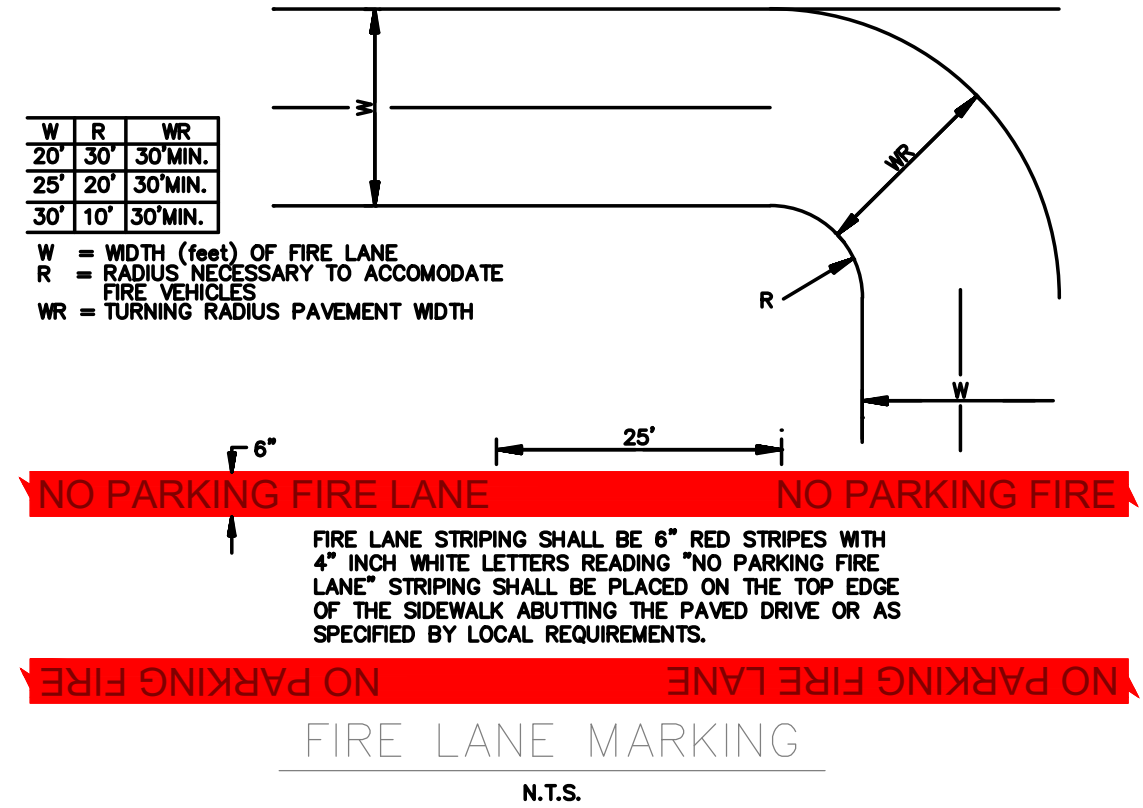 W
W R WR
20' 30' 30'MIN.
25' 20' 30'MIN.
30' 10' 30'MIN.
WR
W = WIDTH (feet) OF FIRE LANE
R = RADIUS NECESSARY TO ACCOMODATE
FIRE VEHICLES
WR = TURNING RADIUS PAVEMENT WIDTH
R
W
6"
25'
NO PARKING FIRE LANE
NO PARKING FIRE
FIRE LANE STRIPING SHALL BE 6" RED STRIPES WITH
4" INCH WHITE LETTERS READING "NO PARKING FIRE
LANE" STRIPING SHALL BE PLACED ON THE TOP EDGE
OF THE SIDEWALK ABUTTING THE PAVED DRIVE OR AS
SPECIFIED BY LOCAL REQUIREMENTS.
NO PARKING FIRE
NO PARKING FIRE LANE
FIRE LANE MARKING
N.T.S.